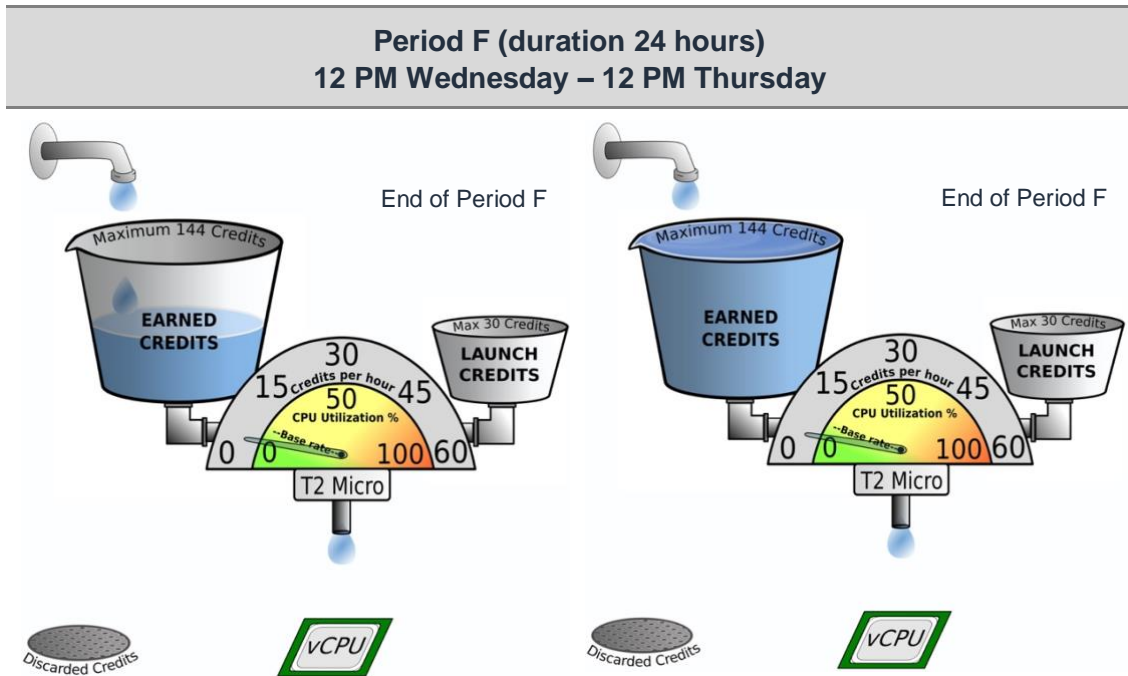 Period F (duration 24 hours)
12 PM Wednesday – 12 PM Thursday
End of Period F
Maximum 144 Credits
EARNED
CREDITS
Max 30 Credits
LAUNCH
CREDITS
0
15
30
45
60
Credits per hour
50
CPU Utilization %
--Base rate--
0
100
T2 Micro
Discarded Credits
vCPU
End of Period F
Maximum 144 Credits
EARNED
CREDITS
Max 30 Credits
LAUNCH
CREDITS
0
15
30
45
60
Credits per hour
50
CPU Utilization %
--Base rate--
0
100
T2 Micro
Discarded Credits
vCPU